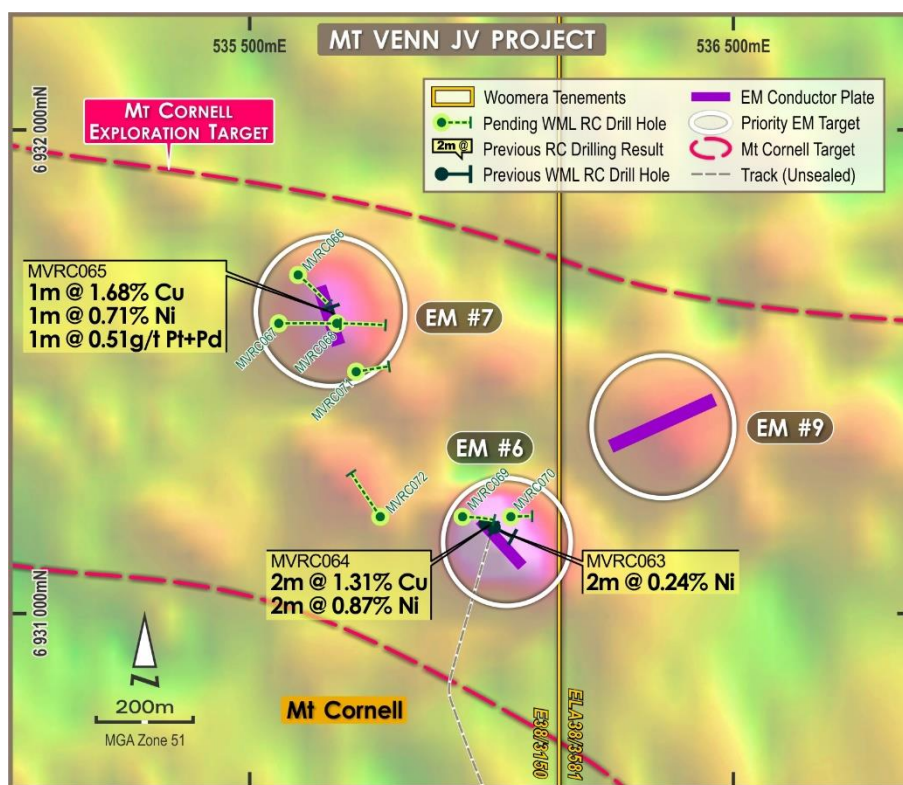 535 500mE
MT VENN JV PROJECT
536 500mE
6 932 000mN
MT CORNELL
EXPLORATION TARGET
Woomera Tenements
Pending WML RC Drill Hole
2m @
Previous RC Drilling Result
Previous WML RC Drill Hole
EM Conductor Plate
Priority EM Target
Mt Cornell Target
Track (Unsealed)
MVRC065
1m @ 1.68% Cu
1m @ 0.71% Ni
1m @ 0.51g/t Pt+Pd
MVRC066
MVRC067
MVRC068
MVRC071
EM #7
EM #9
EM #6
MVRC072
MVRC069
MVRC070
MVRC064
2m @ 1.31% Cu
2m @ 0.87% Ni
MVRC063
2m @ 0.24% Ni
6 931 000mN
N
200m
MGA Zone 51
Mt Cornell
E38/3150
ELA38/3581